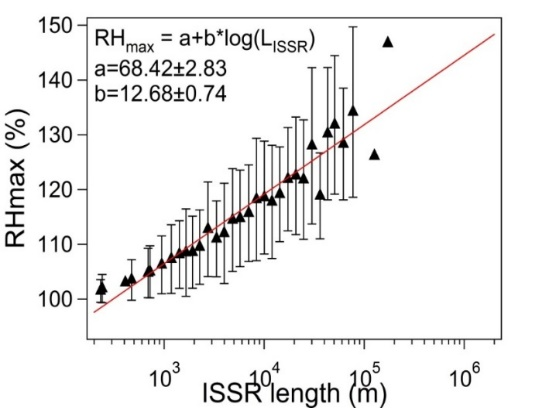 RHmax = a+b*log(LISSR)
a=68.42±2.83
b=12.68±0.74
RHmax (%)
150
140
130
120
110
100
10³ 10⁴ 10⁵ 10⁶
ISSR length (m)